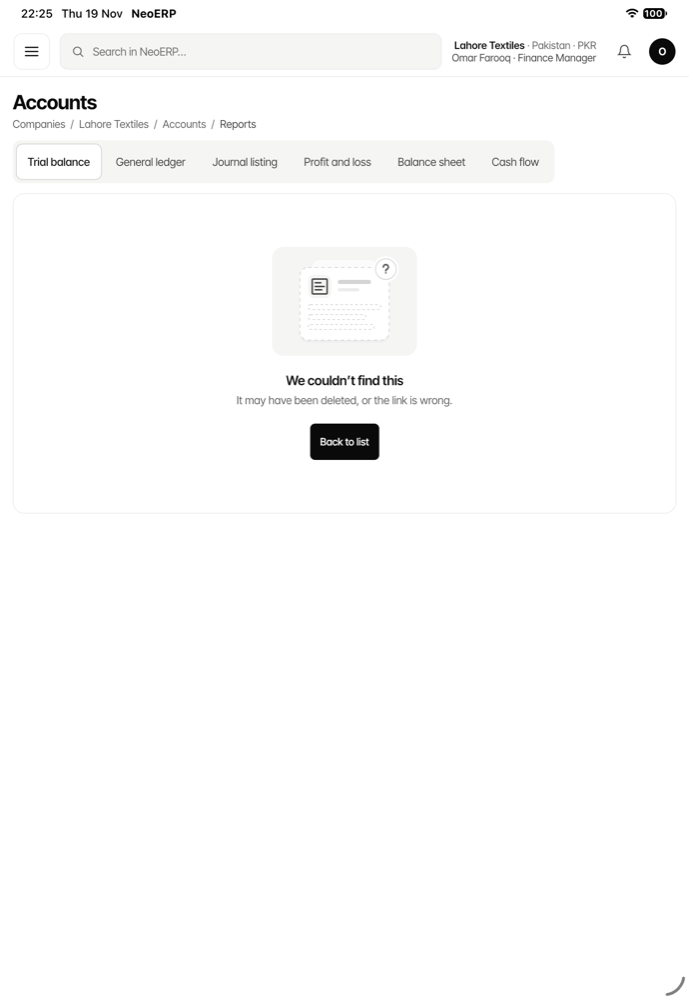 22:25 Thu 19 Nov NeoERP 100
Search in NeoERP...
Lahore Textiles · Pakistan · PKR
Omar Farooq · Finance Manager
O
Accounts
Companies / Lahore Textiles / Accounts / Reports
Trial balance General ledger Journal listing Profit and loss Balance sheet Cash flow
?
We couldn’t find this
It may have been deleted, or the link is wrong.
Back to list